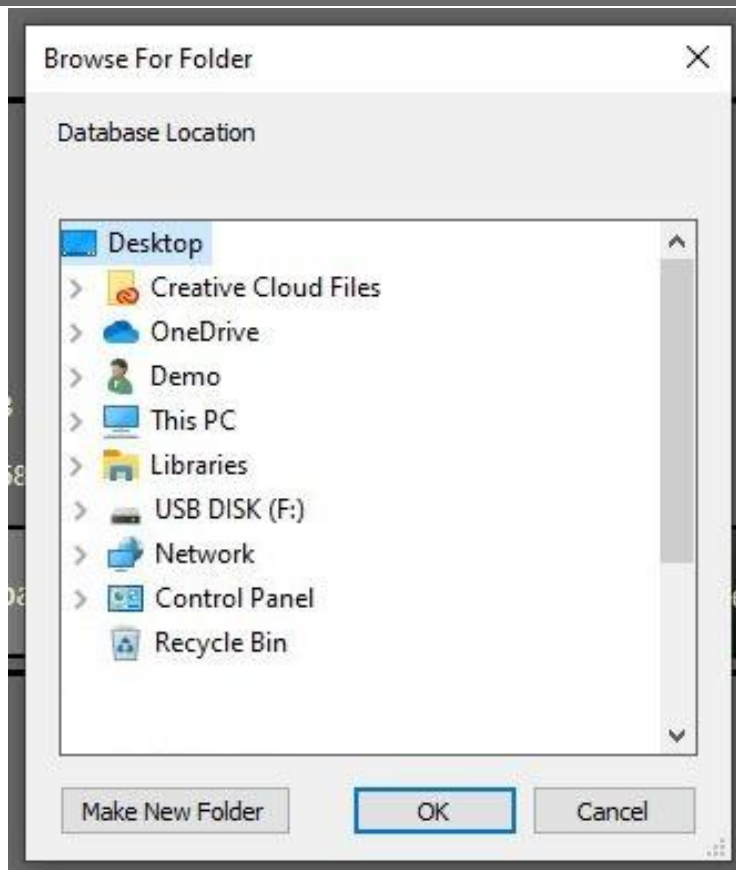 Browse For Folder
Database Location
Desktop
Creative Cloud Files
OneDrive
Demo
This PC
Libraries
USB DISK (F:)
Network
Control Panel
Recycle Bin
Make New Folder OK Cancel